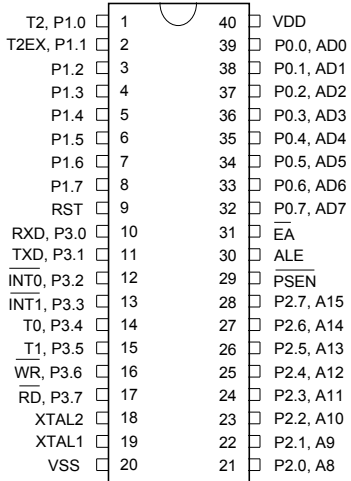 T2, P1.0 1 40 VDD
T2EX, P1.1 2 39 P0.0, AD0
P1.2 3 38 P0.1, AD1
P1.3 4 37 P0.2, AD2
P1.4 5 36 P0.3, AD3
P1.5 6 35 P0.4, AD4
P1.6 7 34 P0.5, AD5
P1.7 8 33 P0.6, AD6
RST 9 32 P0.7, AD7
RXD, P3.0 10 31 EA
TXD, P3.1 11 30 ALE
INT0, P3.2 12 29 PSEN
INT1, P3.3 13 28 P2.7, A15
T0, P3.4 14 27 P2.6, A14
T1, P3.5 15 26 P2.5, A13
WR, P3.6 16 25 P2.4, A12
RD, P3.7 17 24 P2.3, A11
XTAL2 18 23 P2.2, A10
XTAL1 19 22 P2.1, A9
VSS 20 21 P2.0, A8